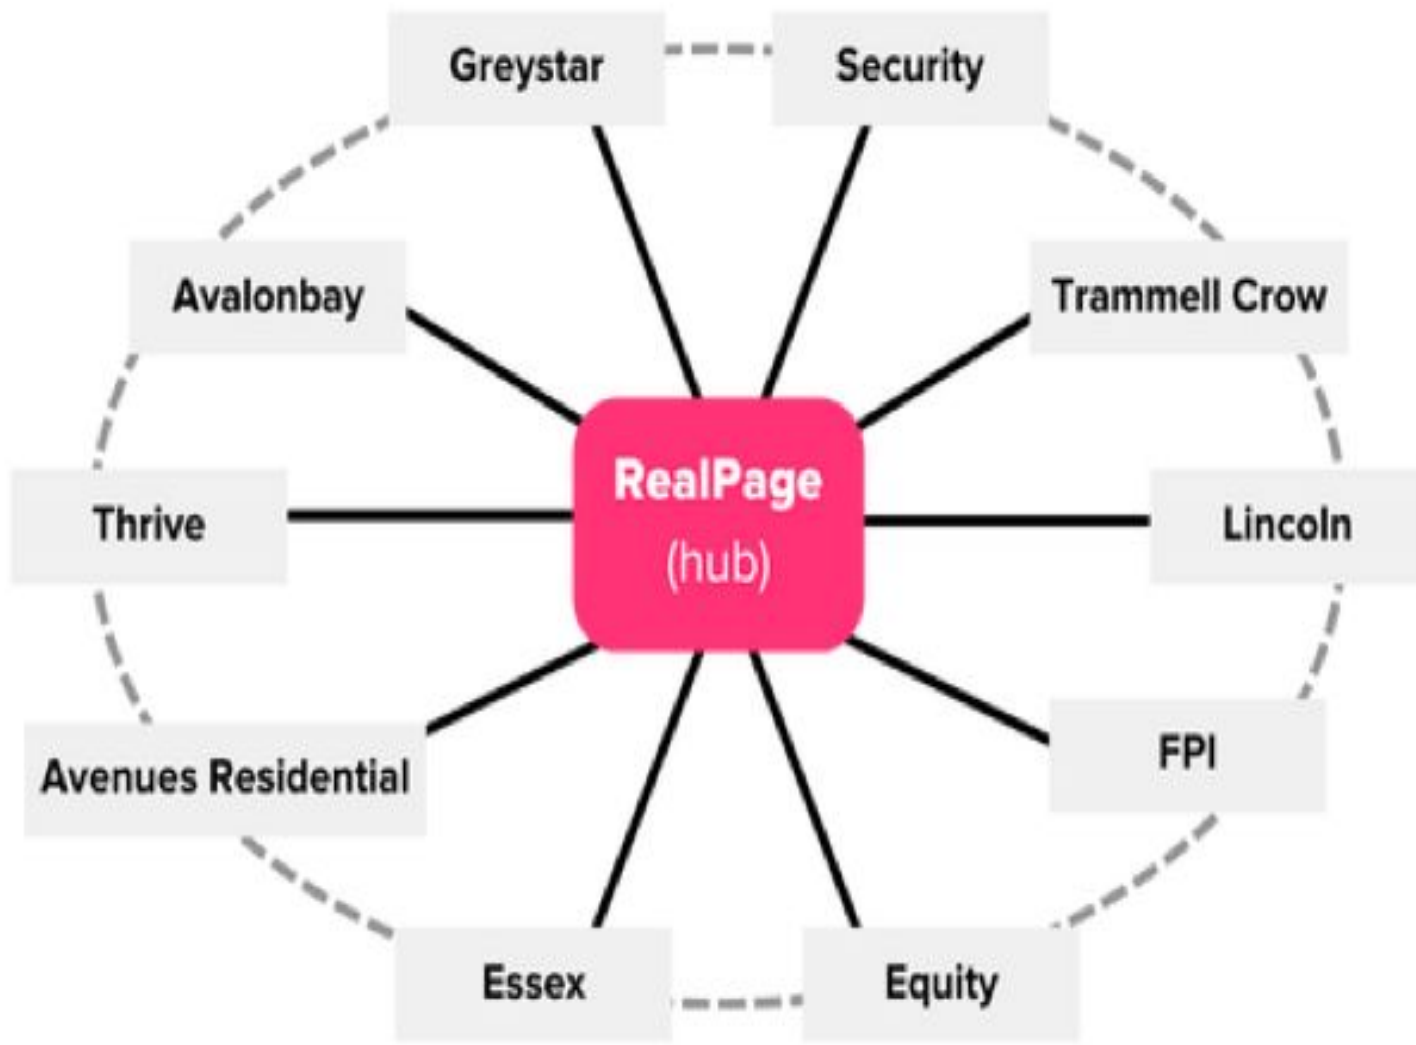 Greystar
Security
Avalonbay
Trammell Crow
RealPage
(hub)
Thrive
Lincoln
Avenues Residential
FPI
Essex
Equity